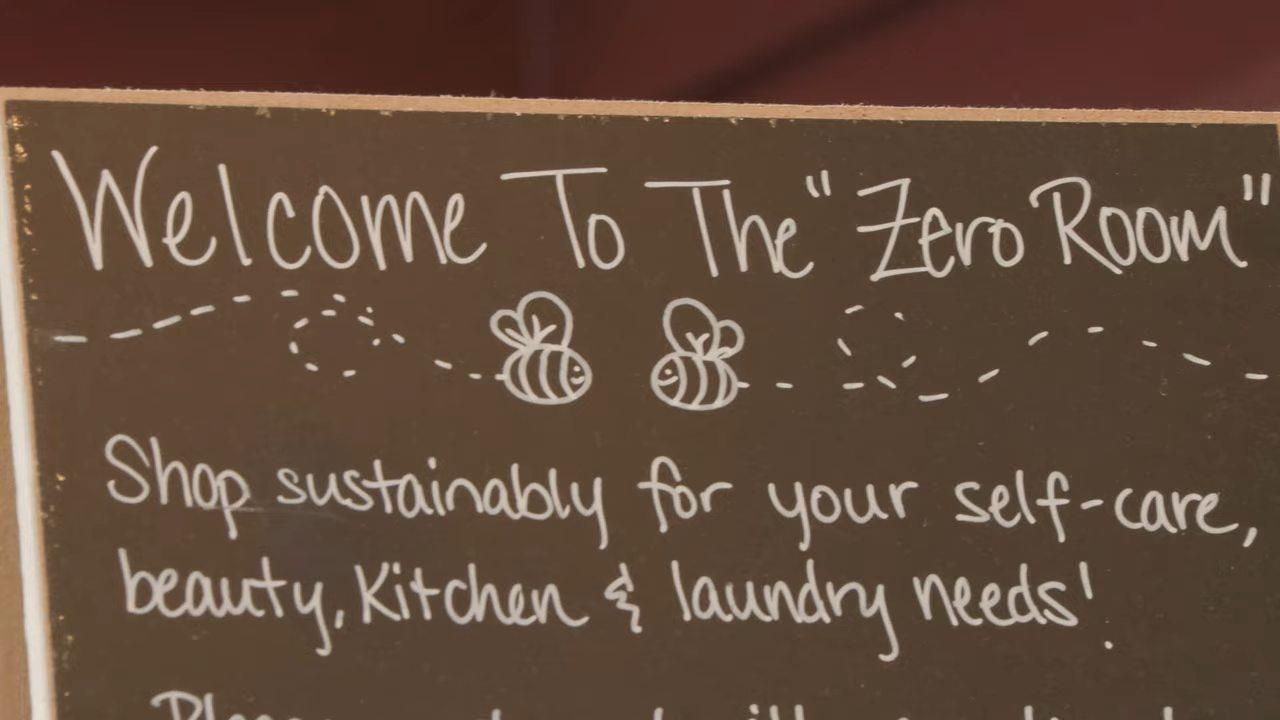 Welcome To The "Zero Room"
Shop sustainably for your self-care,
beauty, Kitchen & laundry needs!